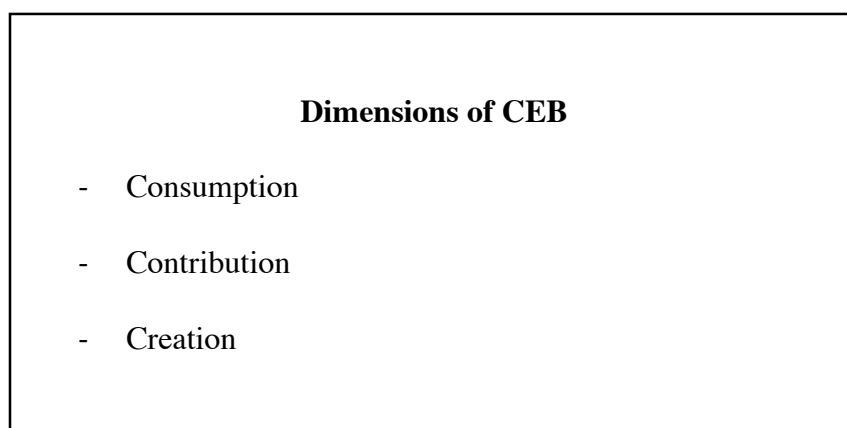 Dimensions of CEB
- Consumption
- Contribution
- Creation